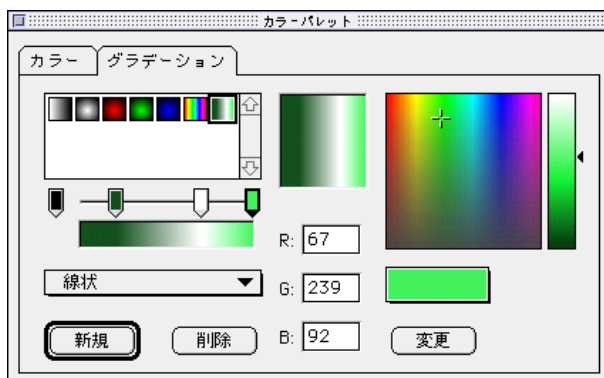 カラーパレット
カラー
グラデーション
R: 67
線状
G: 239
新規
削除
B: 92
変更